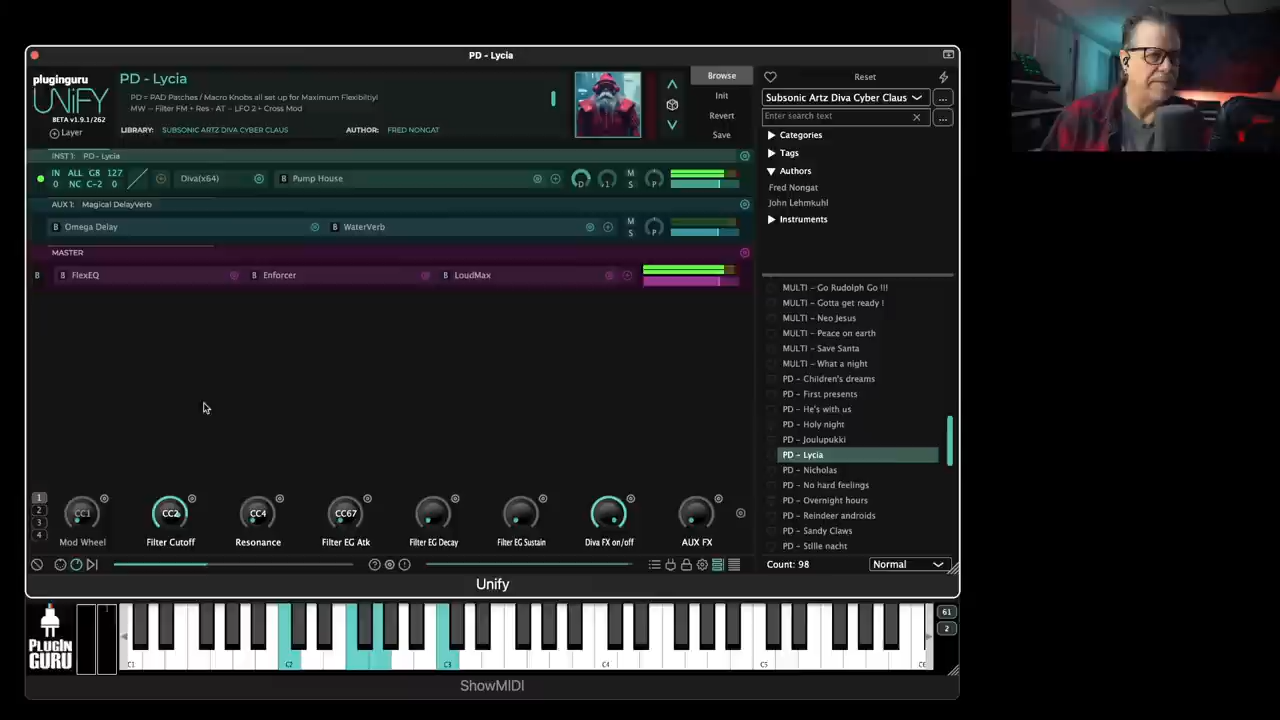 PD - Lycia
pluginguru
UNiFY
BETA v1.9.1/262
Layer
PD - Lycia
PD = PAD Patches / Macro Knobs all set up for Maximum Flexibiltiy!
MW -- Filter FM + Res - AT - LFO 2 + Cross Mod
LIBRARY: SUBSONIC ARTZ DIVA CYBER CLAUS
AUTHOR: FRED NONGAT
Browse
Init
Revert
Save
Reset
Subsonic Artz Diva Cyber Claus
...
Enter search text
...
Categories
Tags
Authors
Fred Nongat
John Lehmkuhl
Instruments
INST 1: PD - Lycia
IN ALL G8 127
0 NC C-2 0
Diva(x64)
B Pump House
D
1
M
S
P
AUX 1: Magical DelayVerb
B Omega Delay
B WaterVerb
M
S
P
MASTER
B
B FlexEQ
B Enforcer
B LoudMax
MULTI - Go Rudolph Go !!!
MULTI - Gotta get ready !
MULTI - Neo Jesus
MULTI - Peace on earth
MULTI - Save Santa
MULTI - What a night
PD - Children's dreams
PD - First presents
PD - He's with us
PD - Holy night
PD - Joulupukki
PD - Lycia
PD - Nicholas
PD - No hard feelings
PD - Overnight hours
PD - Reindeer androids
PD - Sandy Claws
PD - Stille nacht
Count: 98
Normal
1
2
3
4
CC1
CC2
CC4
CC67
Mod Wheel
Filter Cutoff
Resonance
Filter EG Atk
Filter EG Decay
Filter EG Sustain
Diva FX on/off
AUX FX
Unify
PLUGIN
GURU
1
C1
C2
C3
C4
C5
C6
61
2
ShowMIDI